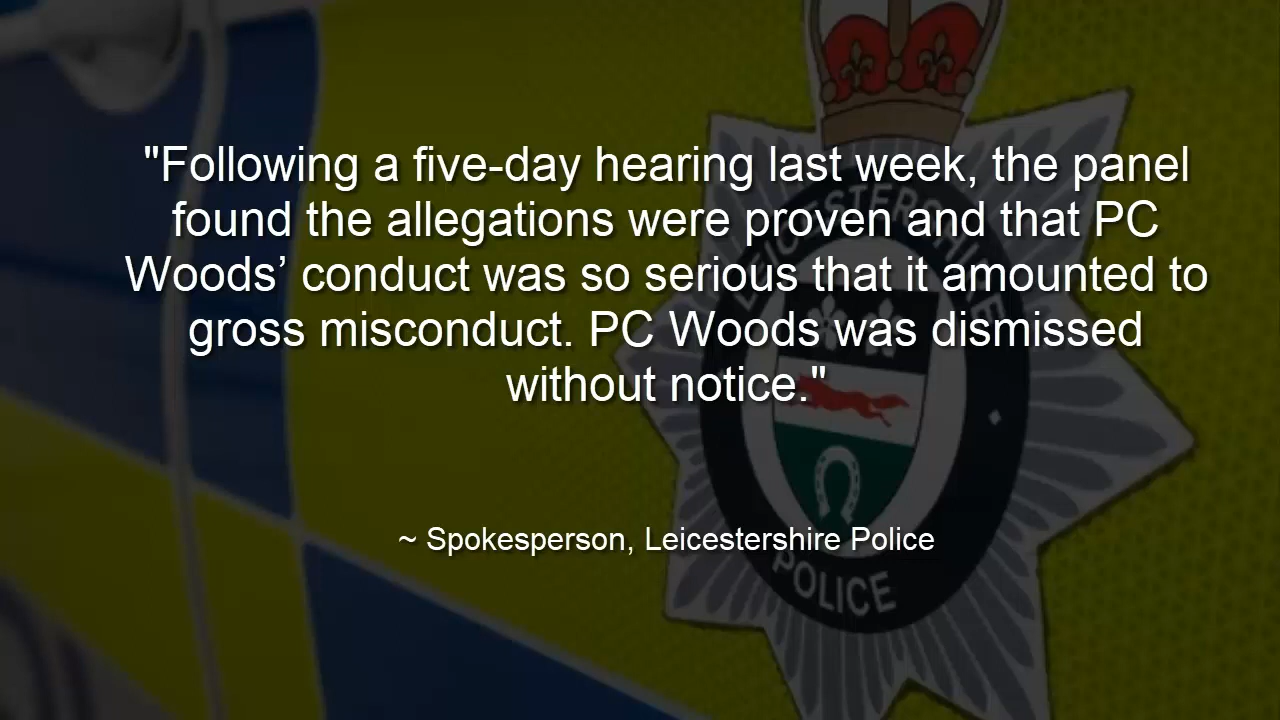 "Following a five-day hearing last week, the panel
found the allegations were proven and that PC
Woods’ conduct was so serious that it amounted to
gross misconduct. PC Woods was dismissed
without notice."
~ Spokesperson, Leicestershire Police
LEICESTERSHIRE
POLICE